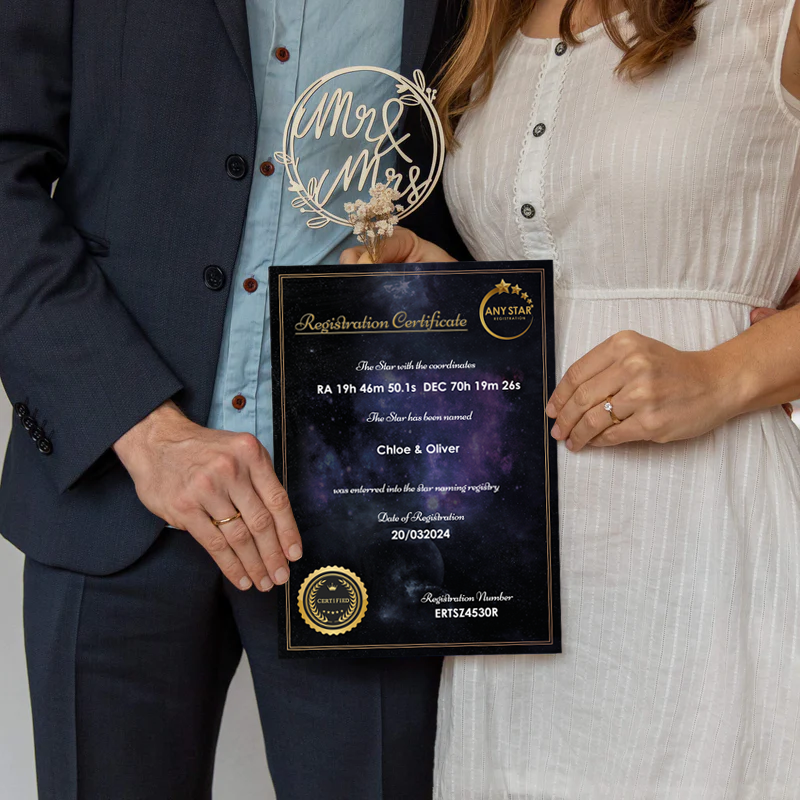 Mr &
Mrs
ANY STAR
REGISTRATION
Registration Certificate
The Star with the coordinates
RA 19h 46m 50.1s DEC 70h 19m 26s
The Star has been named
Chloe & Oliver
was enterred into the star naming registry
Date of Registration
20/032024
CERTIFIED
Registration Number
ERTSZ4530R